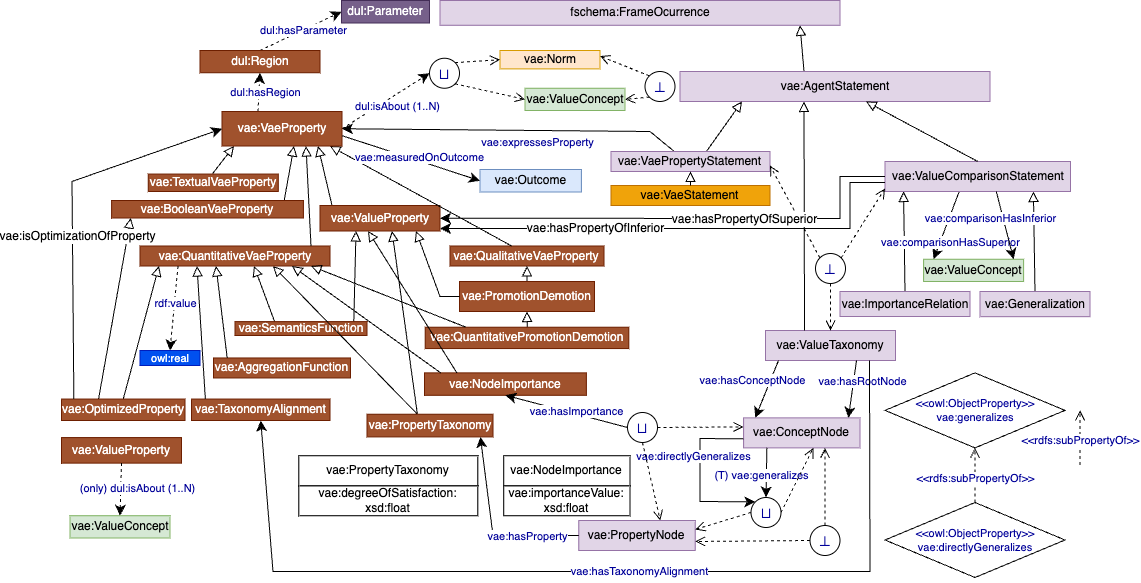 dul:Parameter
fschema:FrameOcurrence
dul:hasParameter
dul:Region
vae:Norm
⊔
⊥
vae:AgentStatement
dul:hasRegion
dul:isAbout (1..N)
vae:ValueConcept
vae:VaeProperty
vae:expressesProperty
vae:measuredOnOutcome
vae:VaePropertyStatement
vae:ValueComparisonStatement
vae:TextualVaeProperty
vae:Outcome
vae:VaeStatement
vae:BooleanVaeProperty
vae:ValueProperty
vae:hasPropertyOfSuperior
vae:comparisonHasInferior
vae:hasPropertyOfInferior
vae:isOptimizationOfProperty
vae:comparisonHasSuperior
vae:QuantitativeVaeProperty
vae:QualitativeVaeProperty
⊥
vae:ValueConcept
rdf:value
vae:PromotionDemotion
vae:ImportanceRelation
vae:Generalization
vae:SemanticsFunction
vae:QuantitativePromotionDemotion
vae:ValueTaxonomy
owl:real
vae:AggregationFunction
vae:NodeImportance
vae:hasConceptNode
vae:hasRootNode
vae:OptimizedProperty
vae:TaxonomyAlignment
vae:hasImportance
<<owl:ObjectProperty>>
vae:generalizes
vae:PropertyTaxonomy
⊔
vae:ConceptNode
<<rdfs:subPropertyOf>>
vae:ValueProperty
vae:directlyGeneralizes
vae:PropertyTaxonomy
vae:NodeImportance
(T) vae:generalizes
<<rdfs:subPropertyOf>>
(only) dul:isAbout (1..N)
vae:degreeOfSatisfaction:
xsd:float
vae:importanceValue:
xsd:float
⊔
vae:ValueConcept
vae:hasProperty
vae:PropertyNode
⊥
<<owl:ObjectProperty>>
vae:directlyGeneralizes
vae:hasTaxonomyAlignment